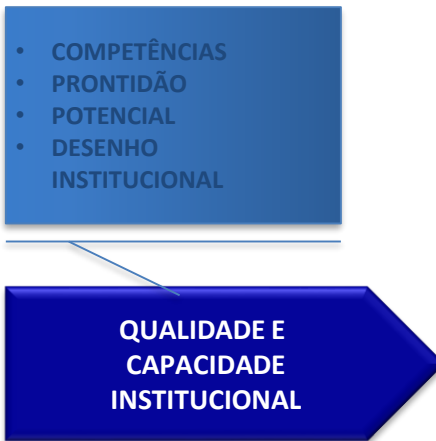 • COMPETÊNCIAS
• PRONTIDÃO
• POTENCIAL
• DESENHO
INSTITUCIONAL
QUALIDADE E
CAPACIDADE
INSTITUCIONAL